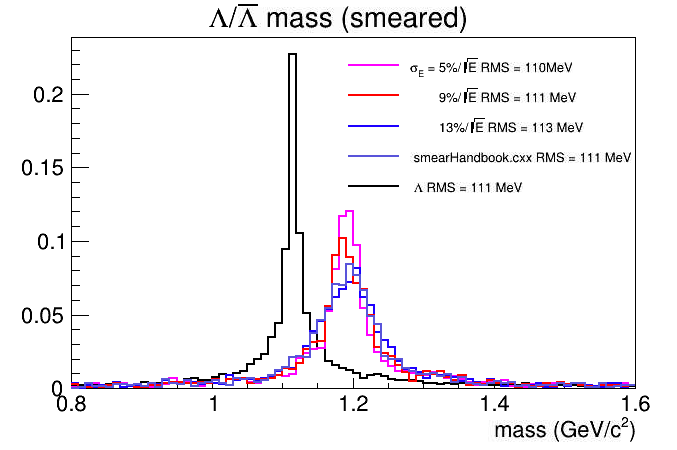 Λ/Λ̅ mass (smeared)
σE = 5%/√E RMS = 110MeV
9%/√E RMS = 111 MeV
13%/√E RMS = 113 MeV
smearHandbook.cxx RMS = 111 MeV
Λ RMS = 111 MeV
0.2
0.15
0.1
0.05
0
0.8 1 1.2 1.4 1.6
mass (GeV/c²)